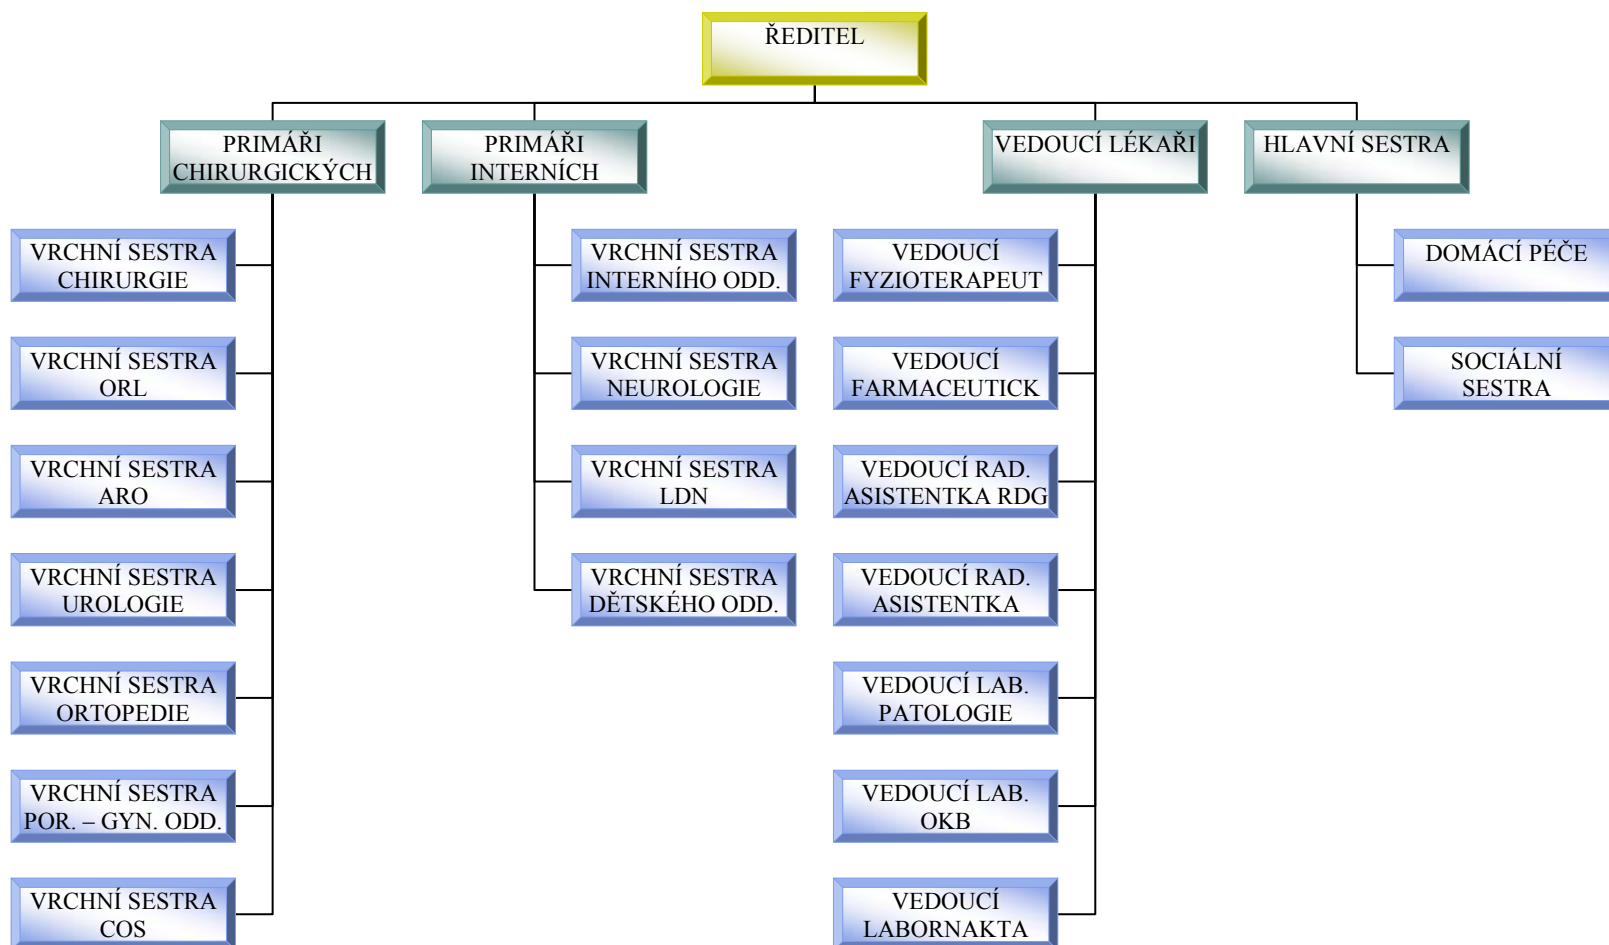 ŘEDITEL
PRIMÁŘI
CHIRURGICKÝCH
PRIMÁŘI
INTERNÍCH
VEDOUCÍ LÉKAŘI
HLAVNÍ SESTRA
VRCHNÍ SESTRA
CHIRURGIE
VRCHNÍ SESTRA
ORL
VRCHNÍ SESTRA
ARO
VRCHNÍ SESTRA
UROLOGIE
VRCHNÍ SESTRA
ORTOPEDIE
VRCHNÍ SESTRA
POR. – GYN. ODD.
VRCHNÍ SESTRA
COS
VRCHNÍ SESTRA
INTERNÍHO ODD.
VRCHNÍ SESTRA
NEUROLOGIE
VRCHNÍ SESTRA
LDN
VRCHNÍ SESTRA
DĚTSKÉHO ODD.
VEDOUCÍ
FYZIOTERAPEUT
VEDOUCÍ
FARMACEUTICK
VEDOUCÍ RAD.
ASISTENTKA RDG
VEDOUCÍ RAD.
ASISTENTKA
VEDOUCÍ LAB.
PATOLOGIE
VEDOUCÍ LAB.
OKB
VEDOUCÍ
LABORNAKTA
DOMÁCÍ PÉČE
SOCIÁLNÍ
SESTRA